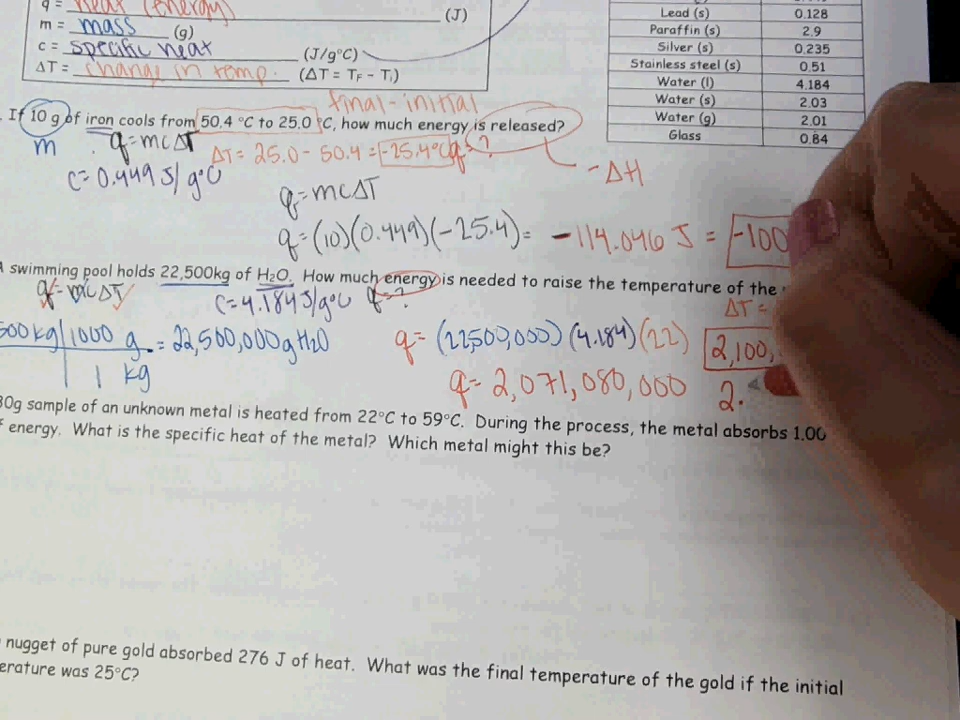 q = heat (energy) (J)
m = mass (g)
c = specific heat (J/g°C)
ΔT = change in temp. (ΔT = TF - Ti)
Lead (s) 0.128
Paraffin (s) 2.9
Silver (s) 0.235
Stainless steel (s) 0.51
Water (l) 4.184
Water (s) 2.03
Water (g) 2.01
Glass 0.84
final - initial
. If 10 g of iron cools from 50.4 °C to 25.0 °C, how much energy is released?
m q=mcΔT ΔT= 25.0 - 50.4 = -25.4°C q=?
c= 0.449 J/g°C -ΔH
q=mcΔT
q= (10)(0.449)(-25.4)= -114.046 J = -100
A swimming pool holds 22,500kg of H2O. How much energy is needed to raise the temperature of the
q=mcΔT c=4.184J/g°C q=? ΔT =
500 kg | 1000 g = 22,500,000g H2O
1 kg
q= (22,500,000) (4.184) (22) 2,100,
q= 2,071,080,000 2.
30g sample of an unknown metal is heated from 22°C to 59°C. During the process, the metal absorbs 1.00
energy. What is the specific heat of the metal? Which metal might this be?
nugget of pure gold absorbed 276 J of heat. What was the final temperature of the gold if the initial
erature was 25°C?